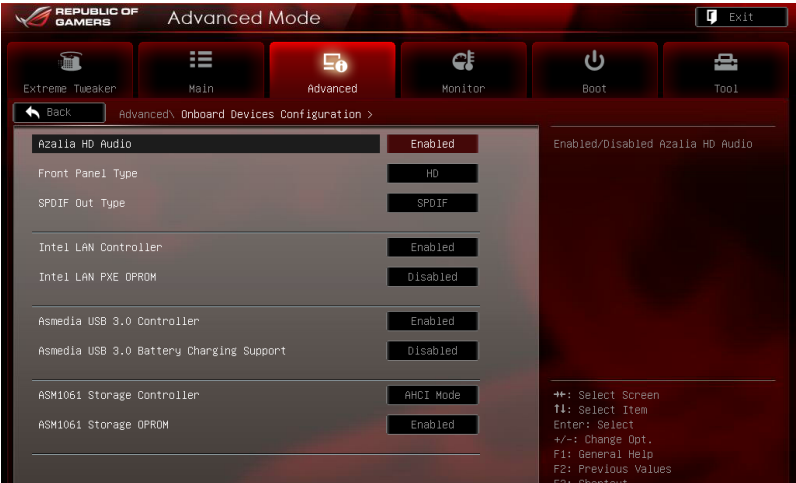 REPUBLIC OF
GAMERS
Advanced Mode
Exit
Extreme Tweaker
Main
Advanced
Monitor
Boot
Tool
Back
Advanced\ Onboard Devices Configuration >
Azalia HD Audio Enabled
Enabled/Disabled Azalia HD Audio
Front Panel Type HD
SPDIF Out Type SPDIF
Intel LAN Controller Enabled
Intel LAN PXE OPROM Disabled
Asmedia USB 3.0 Controller Enabled
Asmedia USB 3.0 Battery Charging Support Disabled
ASM1061 Storage Controller AHCI Mode
ASM1061 Storage OPROM Enabled
→←: Select Screen
↑↓: Select Item
Enter: Select
+/-: Change Opt.
F1: General Help
F2: Previous Values